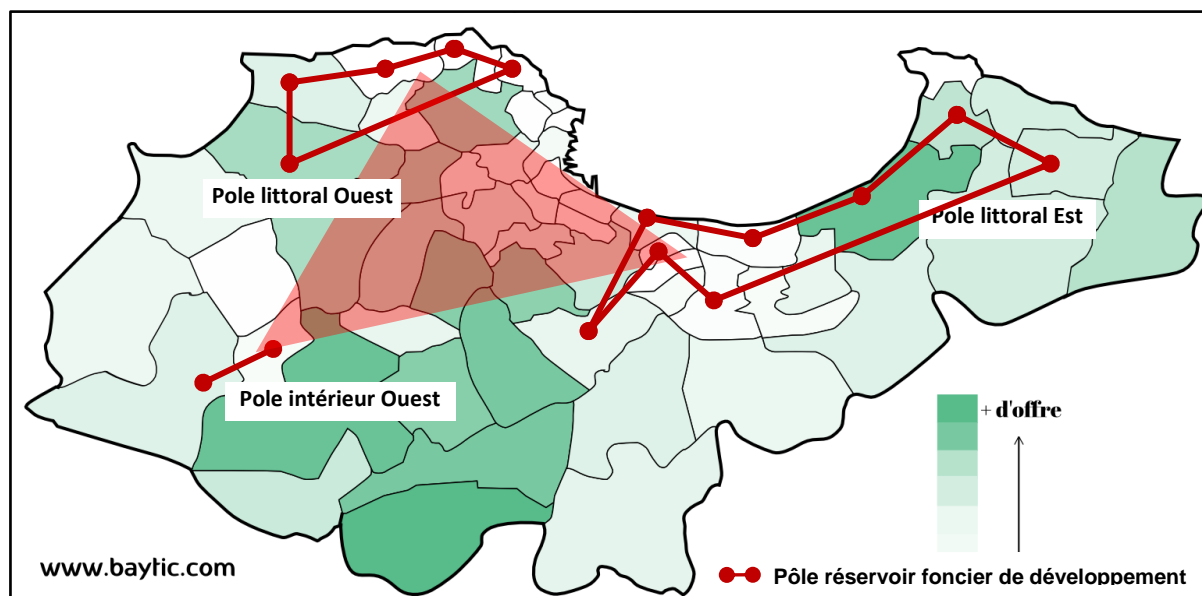 Pole littoral Ouest
Pole littoral Est
Pole intérieur Ouest
+ d'offre
www.baytic.com
Pôle réservoir foncier de développement